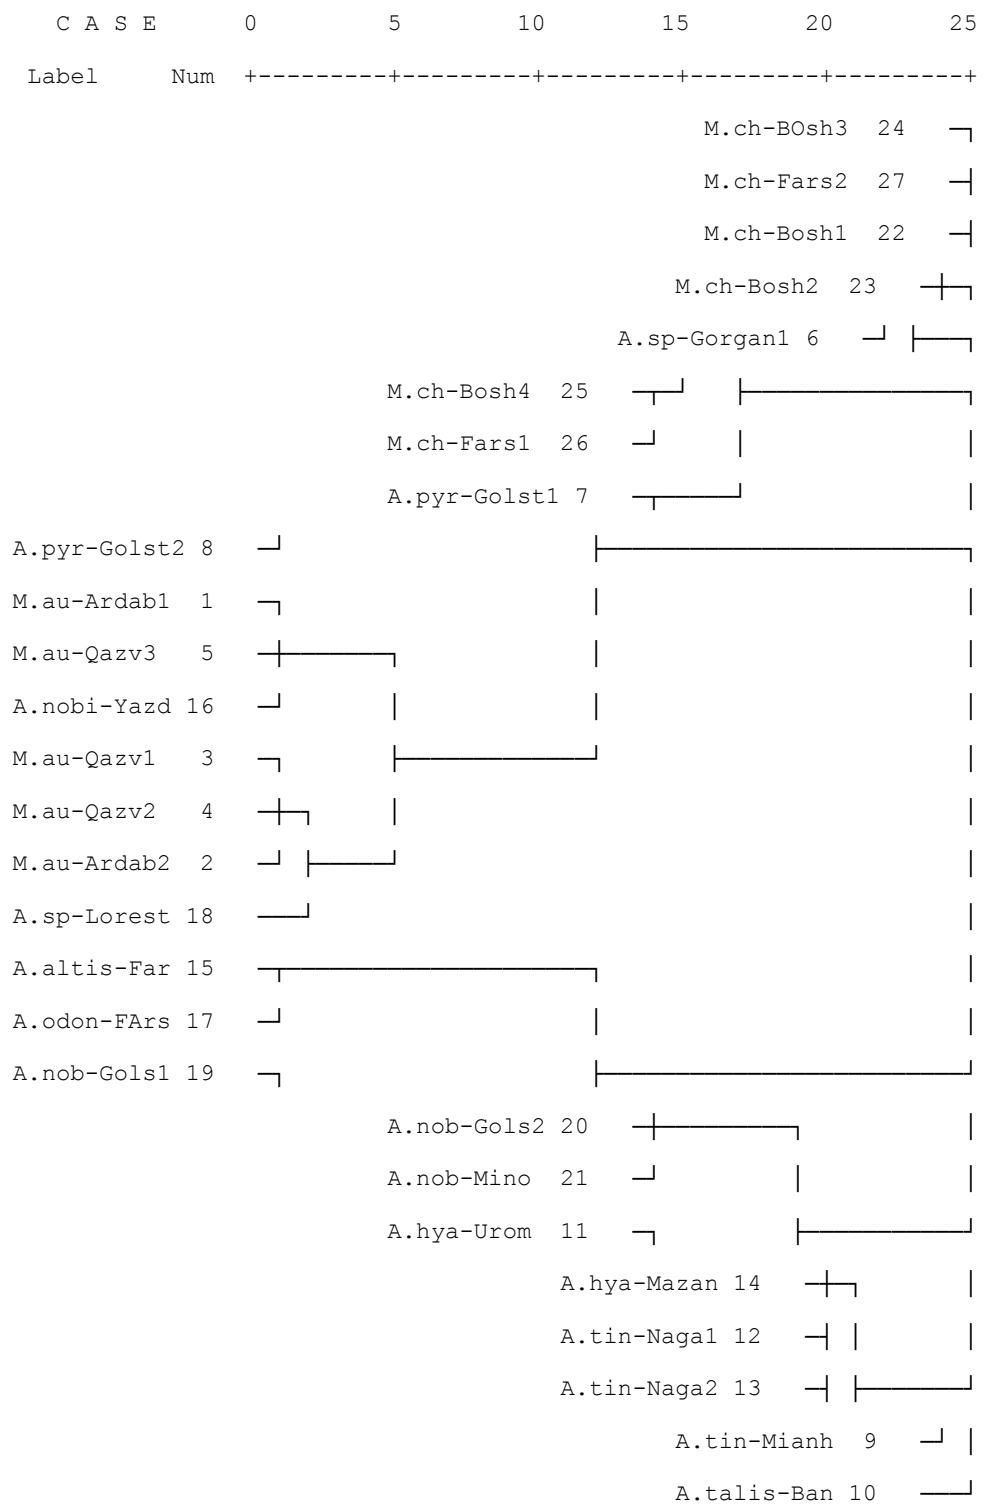 C A S E 0 5 10 15 20 25
Label Num +---------+---------+---------+---------+---------+
M.ch-BOsh3 24
M.ch-Fars2 27
M.ch-Bosh1 22
M.ch-Bosh2 23
A.sp-Gorgan1 6
M.ch-Bosh4 25
M.ch-Fars1 26
A.pyr-Golst1 7
A.pyr-Golst2 8
M.au-Ardab1 1
M.au-Qazv3 5
A.nobi-Yazd 16
M.au-Qazv1 3
M.au-Qazv2 4
M.au-Ardab2 2
A.sp-Lorest 18
A.altis-Far 15
A.odon-FArs 17
A.nob-Gols1 19
A.nob-Gols2 20
A.nob-Mino 21
A.hya-Urom 11
A.hya-Mazan 14
A.tin-Naga1 12
A.tin-Naga2 13
A.tin-Mianh 9
A.talis-Ban 10